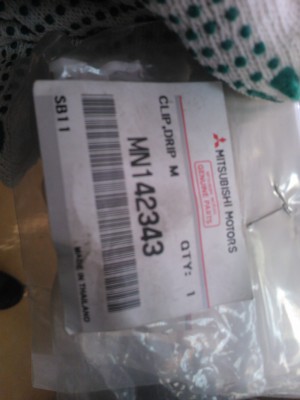 MITSUBISHI MOTORS
GENUINE PARTS
CLIP,DRIP M
QTY: 1
MN142343
SB11
MADE IN THAILAND